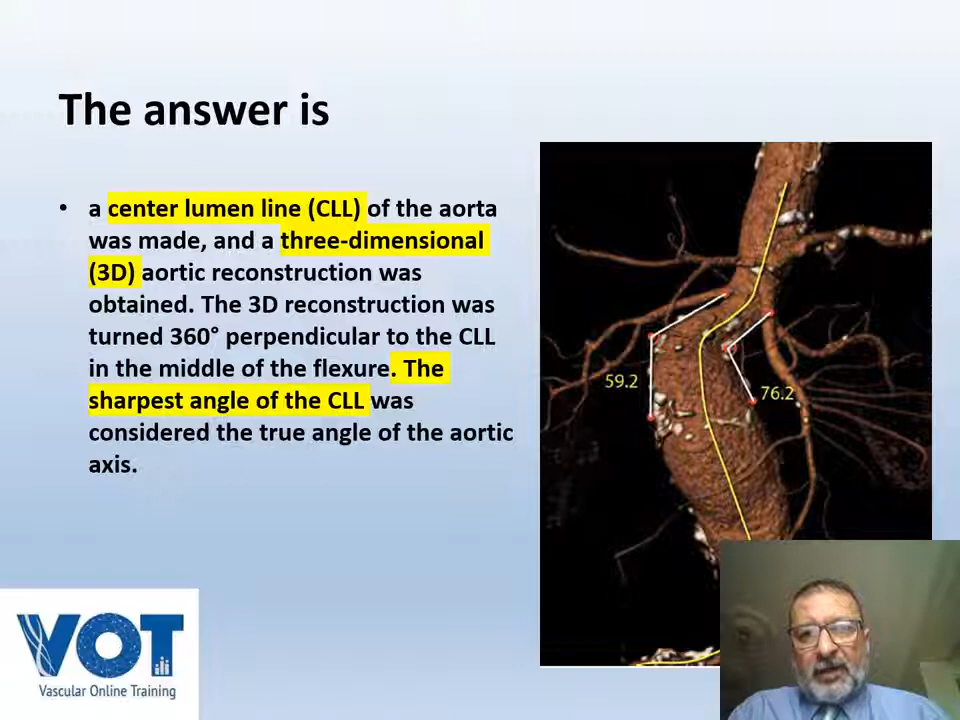 The answer is
• a center lumen line (CLL) of the aorta
was made, and a three-dimensional
(3D) aortic reconstruction was
obtained. The 3D reconstruction was
turned 360° perpendicular to the CLL
in the middle of the flexure. The
sharpest angle of the CLL was
considered the true angle of the aortic
axis.
59.2
76.2
VOT
Vascular Online Training